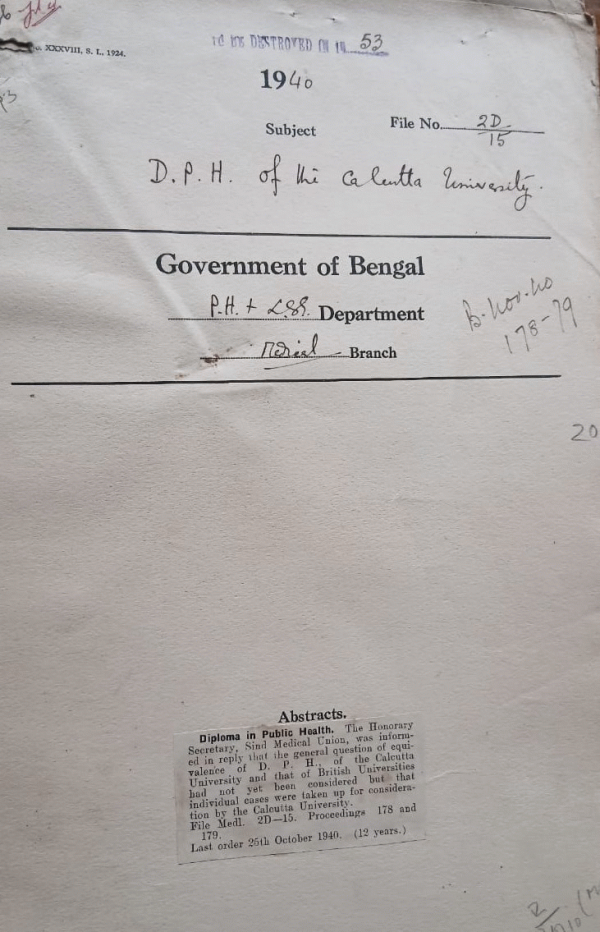 XXXVIII, S. I., 1924.
TO BE DESTROYED IN 19 53
1940
Subject
File No. 2D/15
D.P.H. of the Calcutta University.
Government of Bengal
P.H. + L.S.G. Department
Medical Branch
B. Nov. 40
178-79
20
Abstracts.
Diploma in Public Health. The Honorary
Secretary, Sind Medical Union, was inform-
ed in reply that the general question of equi-
valence of D. P. H., of the Calcutta
University and that of British Universities
had not yet been considered but that
individual cases were taken up for considera-
tion by the Calcutta University.
File Medl. 2D—15. Proceedings 178 and
179.
Last order 25th October 1940. (12 years.)